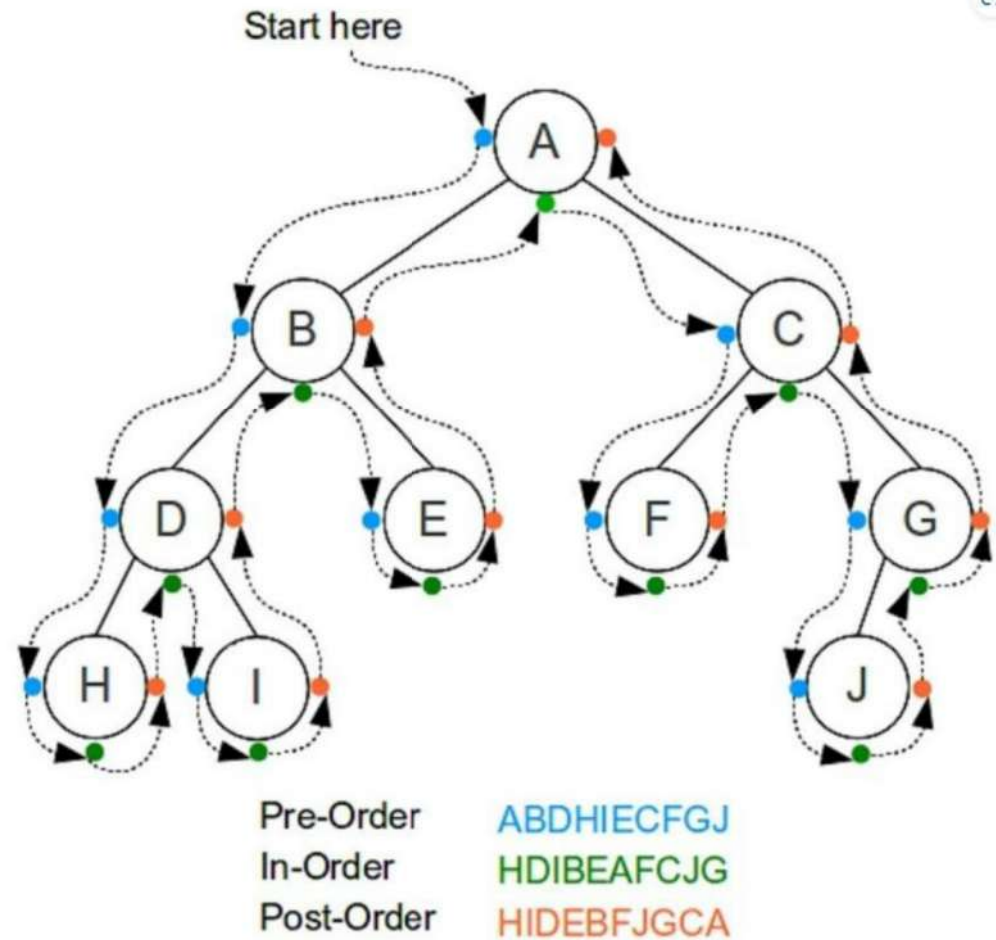 Start here
A
B
C
D
E
F
G
H
I
J
Pre-Order ABDHIECFGJ
In-Order HDIBEAFCJG
Post-Order HIDEBFJGCA